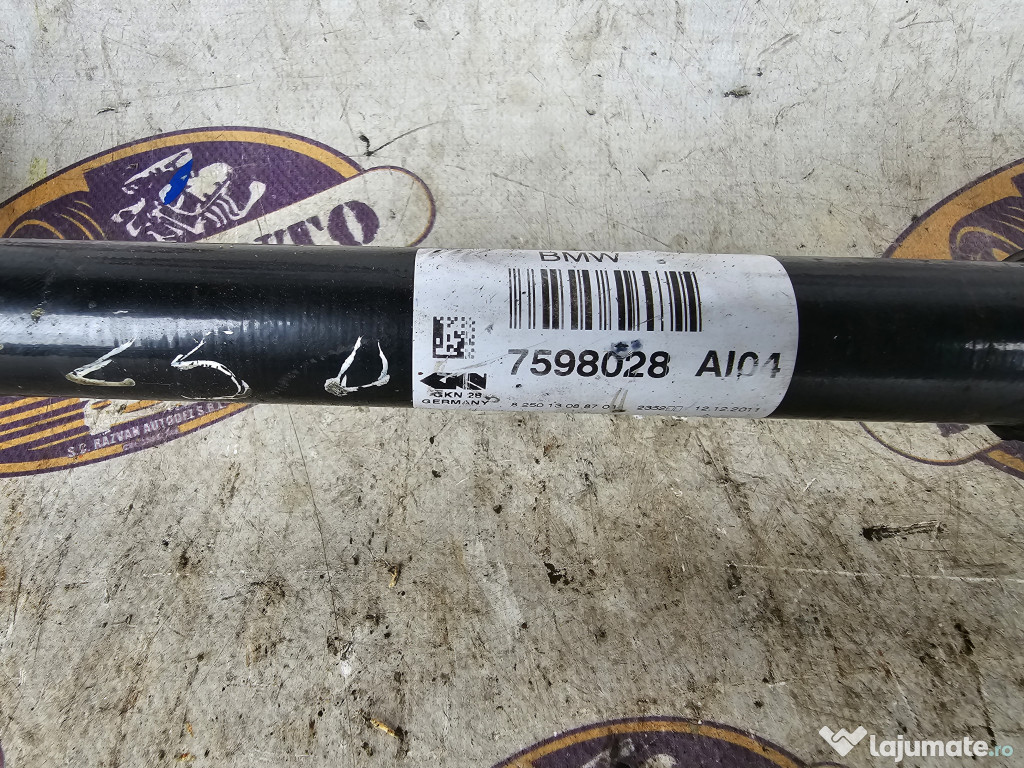 BMW
7598028 AI04
GKN 28
GERMANY
12.12.2011
S.C. RAZVAN AUTODEZ S.R.L.
lajumate.ro